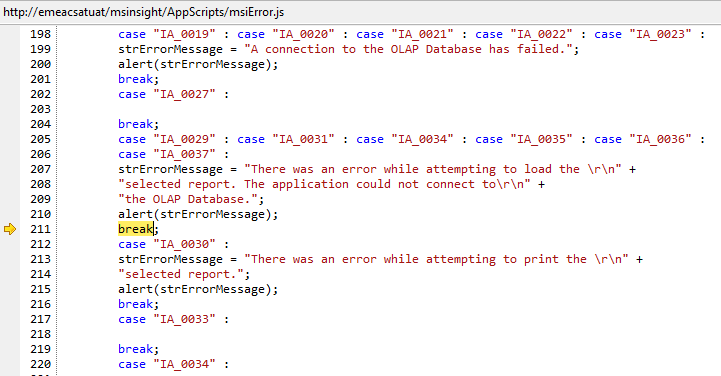 http://emeacsatuat/msinsight/AppScripts/msiError.js
198 case "IA_0019" : case "IA_0020" : case "IA_0021" : case "IA_0022" : case "IA_0023" :
199 strErrorMessage = "A connection to the OLAP Database has failed.";
200 alert(strErrorMessage);
201 break;
202 case "IA_0027" :
203
204 break;
205 case "IA_0029" : case "IA_0031" : case "IA_0034" : case "IA_0035" : case "IA_0036" :
206 case "IA_0037" :
207 strErrorMessage = "There was an error while attempting to load the \r\n" +
208 "selected report. The application could not connect to\r\n" +
209 "the OLAP Database.";
210 alert(strErrorMessage);
211 break;
212 case "IA_0030" :
213 strErrorMessage = "There was an error while attempting to print the \r\n" +
214 "selected report.";
215 alert(strErrorMessage);
216 break;
217 case "IA_0033" :
218
219 break;
220 case "IA_0034" :